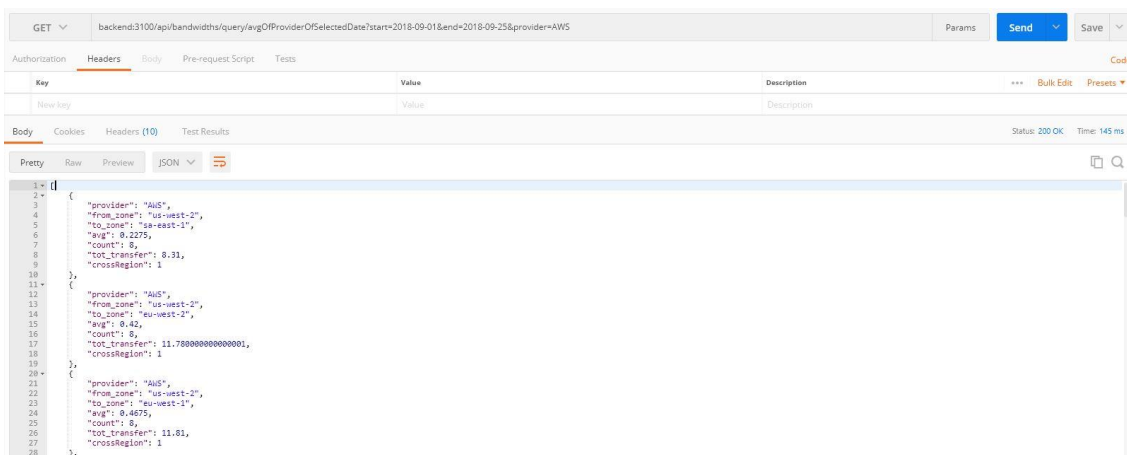 GET backend:3100/api/bandwidths/query/avgOfProviderOfSelectedDate?start=2018-09-01&end=2018-09-25&provider=AWS Params Send Save
Authorization Headers Body Pre-request Script Tests Cod
Key Value Description ••• Bulk Edit Presets
New key Value Description
Body Cookies Headers (10) Test Results Status: 200 OK Time: 145 ms
Pretty Raw Preview JSON
1 [
2 {
3 "provider": "AWS",
4 "from_zone": "us-west-2",
5 "to_zone": "sa-east-1",
6 "avg": 0.2275,
7 "count": 8,
8 "tot_transfer": 8.31,
9 "crossRegion": 1
10 },
11 {
12 "provider": "AWS",
13 "from_zone": "us-west-2",
14 "to_zone": "eu-west-2",
15 "avg": 0.42,
16 "count": 8,
17 "tot_transfer": 11.780000000000001,
18 "crossRegion": 1
19 },
20 {
21 "provider": "AWS",
22 "from_zone": "us-west-2",
23 "to_zone": "eu-west-1",
24 "avg": 0.4675,
25 "count": 8,
26 "tot_transfer": 11.81,
27 "crossRegion": 1
28 },